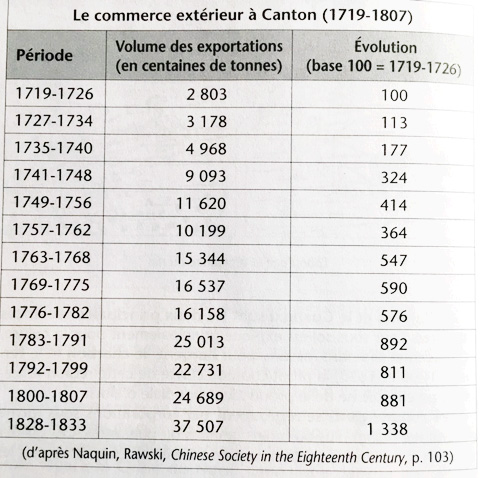 Le commerce extérieur à Canton (1719-1807)
Période Volume des exportations (en centaines de tonnes) Évolution (base 100 = 1719-1726)
1719-1726 2 803 100
1727-1734 3 178 113
1735-1740 4 968 177
1741-1748 9 093 324
1749-1756 11 620 414
1757-1762 10 199 364
1763-1768 15 344 547
1769-1775 16 537 590
1776-1782 16 158 576
1783-1791 25 013 892
1792-1799 22 731 811
1800-1807 24 689 881
1828-1833 37 507 1 338
(d'après Naquin, Rawski, Chinese Society in the Eighteenth Century, p. 103)